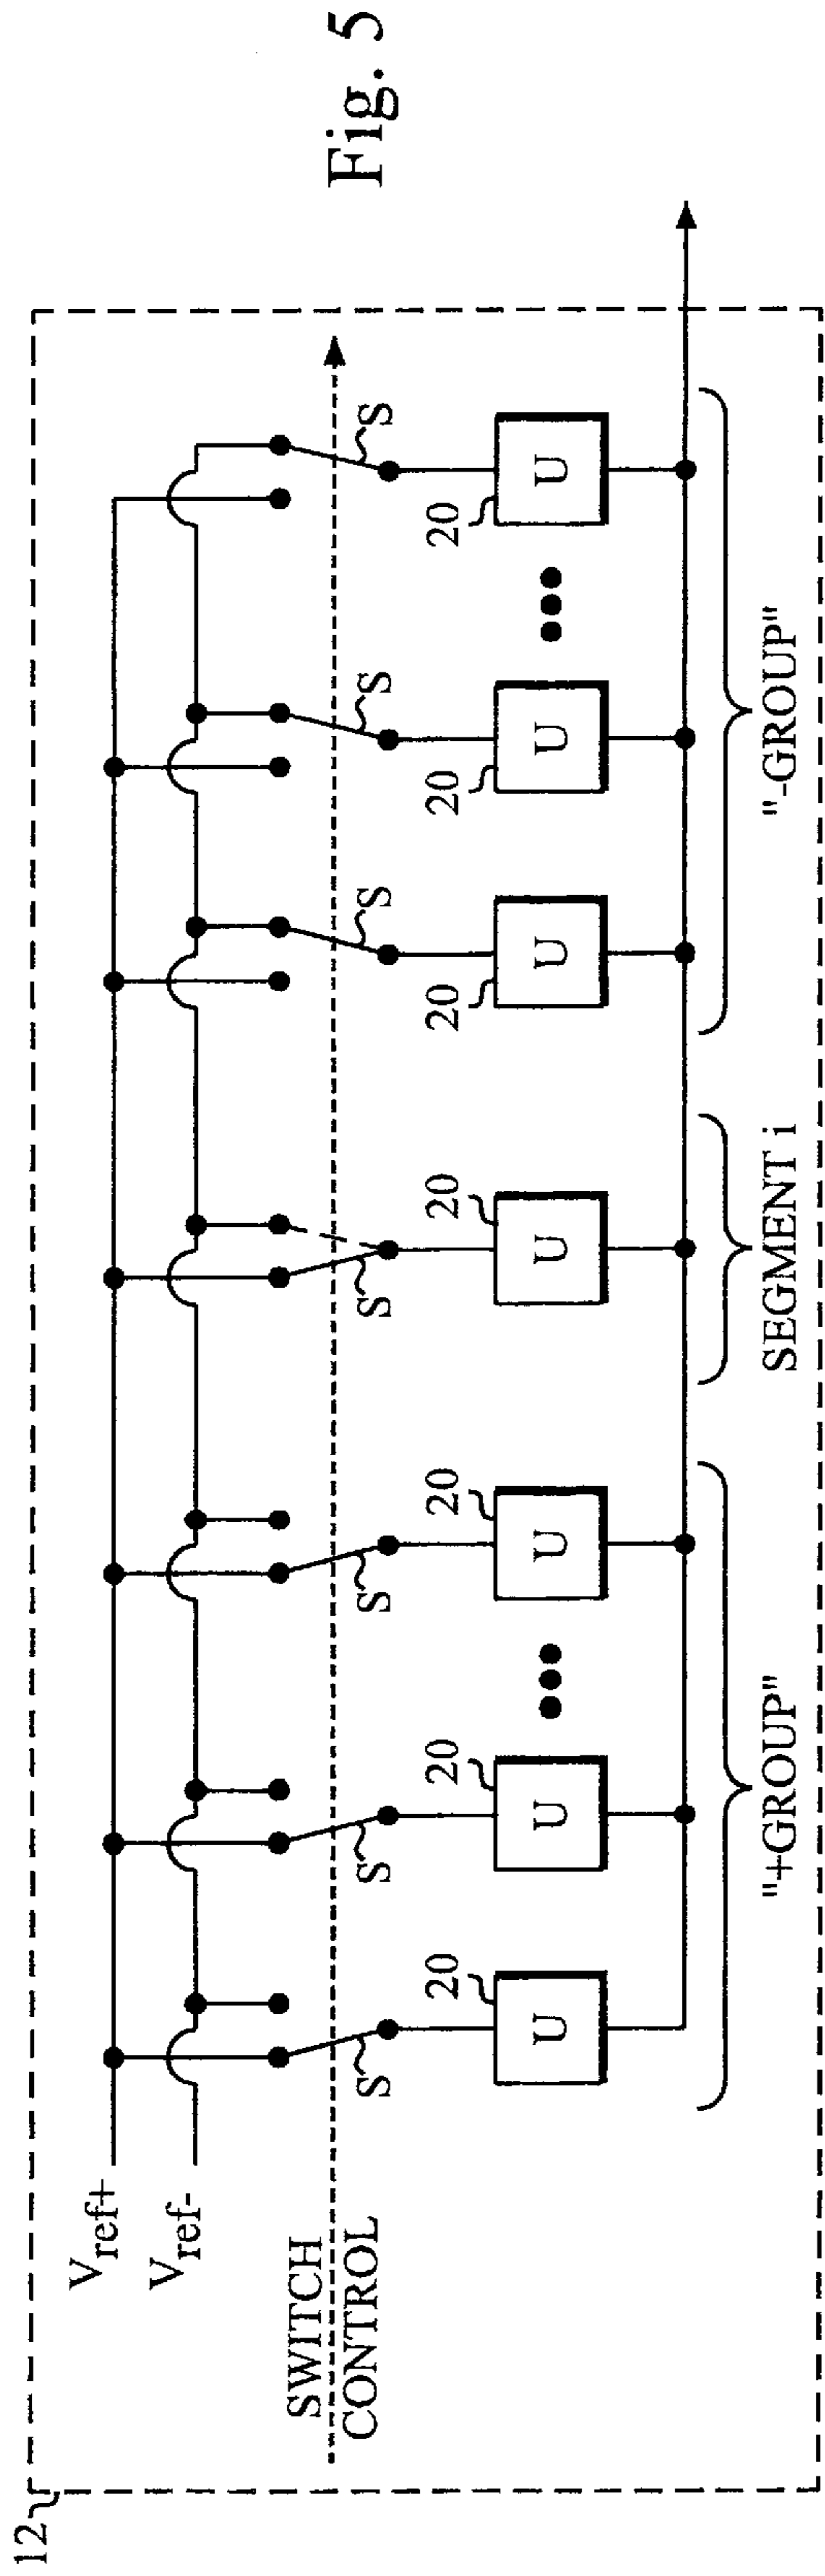 Fig. 5
12
V_ref+
V_ref-
SWITCH
CONTROL
S S S S S S S
20 20 20 20 20 20 20
U U U U U U U
"+GROUP" SEGMENT i "-GROUP"